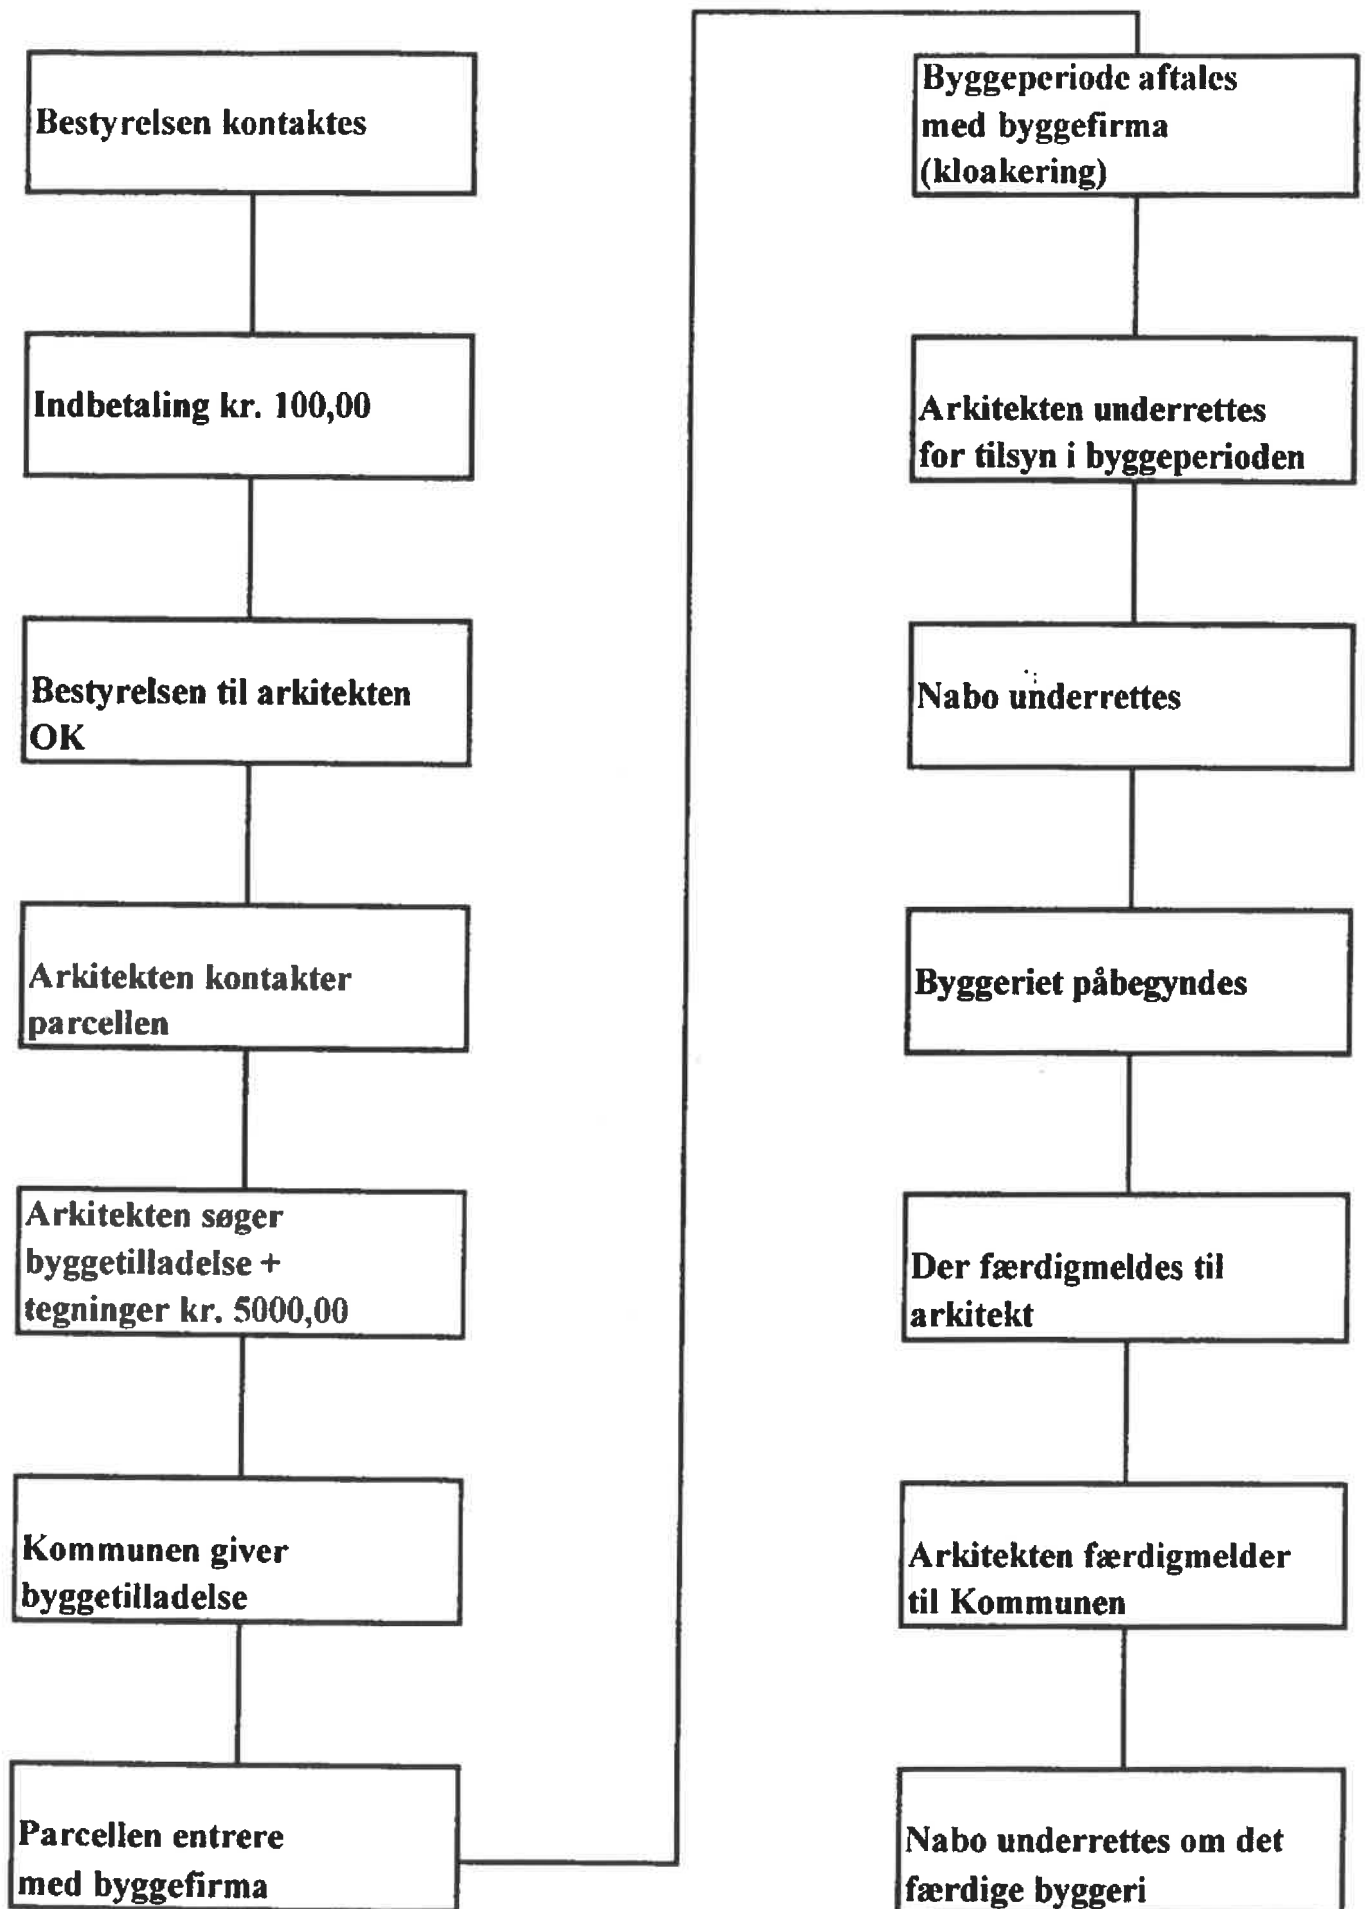 Bestyrelsen kontaktes
Indbetaling kr. 100,00
Bestyrelsen til arkitekten
OK
Arkitekten kontakter
parcellen
Arkitekten søger
byggetilladelse +
tegninger kr. 5000,00
Kommunen giver
byggetilladelse
Parcellen entrere
med byggefirma
Byggeperiode aftales
med byggefirma
(kloakering)
Arkitekten underrettes
for tilsyn i byggeperioden
Nabo underrettes
Byggeriet påbegyndes
Der færdigmeldes til
arkitekt
Arkitekten færdigmelder
til Kommunen
Nabo underrettes om det
færdige byggeri